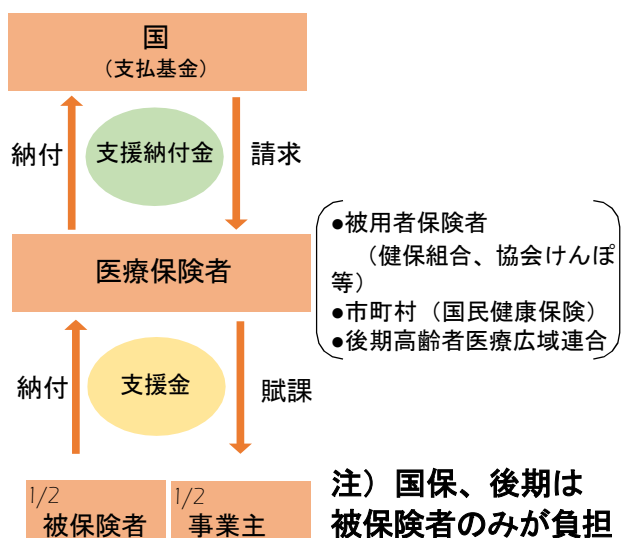 国
（支払基金）
納付
支援納付金
請求
医療保険者
●被用者保険者
（健保組合、協会けんぽ
等）
●市町村（国民健康保険）
●後期高齢者医療広域連合
納付
支援金
賦課
1/2
被保険者
1/2
事業主
注）国保、後期は
被保険者のみが負担